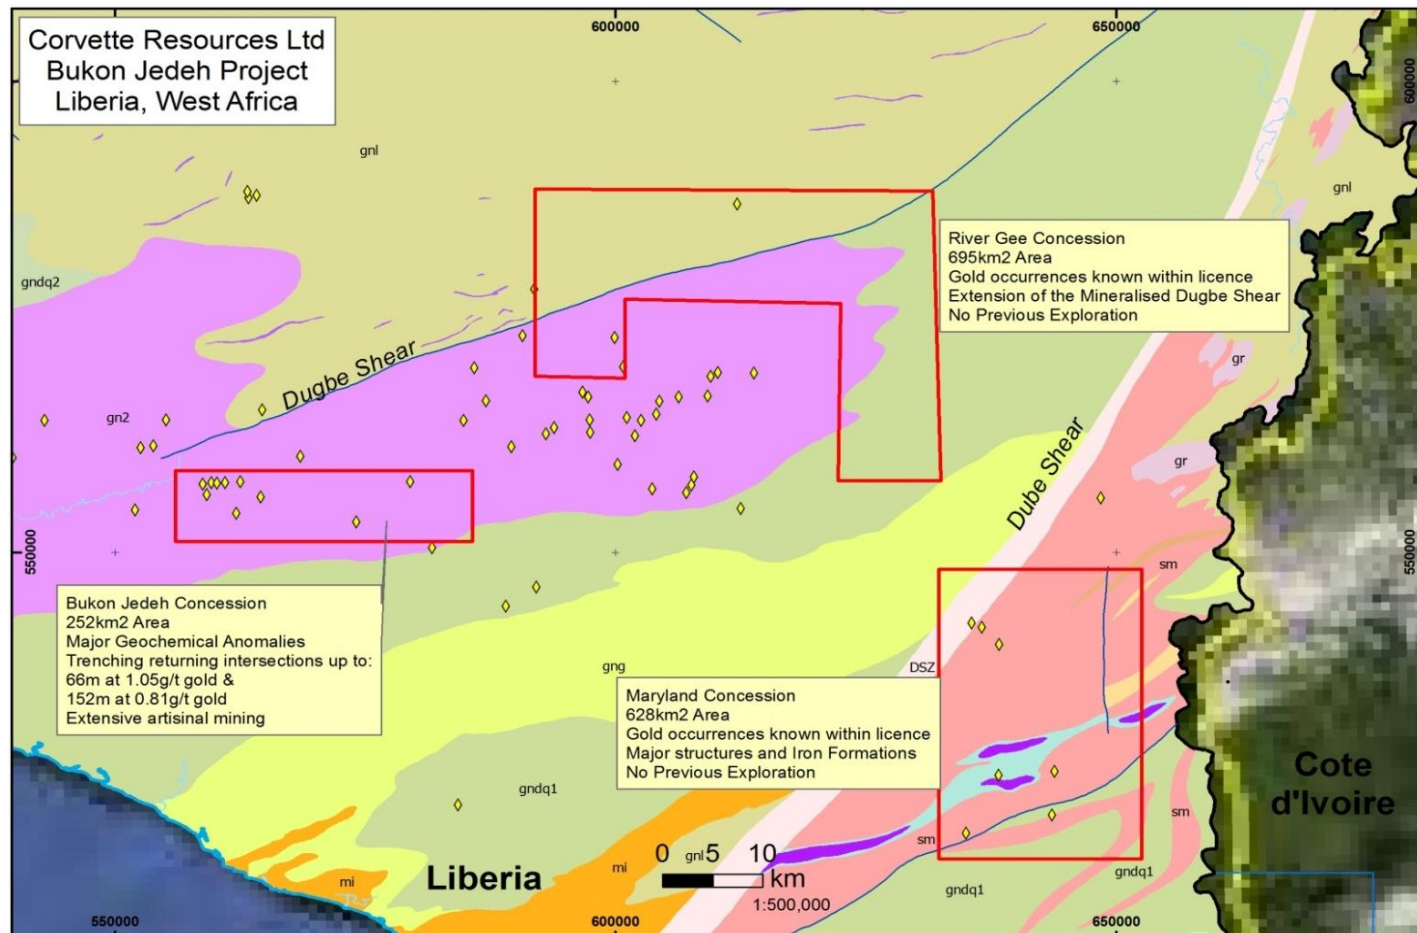 Corvette Resources Ltd
Bukon Jedeh Project
Liberia, West Africa
600000
650000
600000
gnl
gnl
gndq2
River Gee Concession
695km2 Area
Gold occurrences known within licence
Extension of the Mineralised Dugbe Shear
No Previous Exploration
Dugbe Shear
gr
gn2
gr
Dube Shear
550000
550000
sm
Bukon Jedeh Concession
252km2 Area
Major Geochemical Anomalies
Trenching returning intersections up to:
66m at 1.05g/t gold &
152m at 0.81g/t gold
Extensive artisinal mining
gng
DSZ
Maryland Concession
628km2 Area
Gold occurrences known within licence
Major structures and Iron Formations
No Previous Exploration
Cote
d'Ivoire
gndq1
sm
sm
0 gnl 5 10
km
1:500,000
mi
mi
Liberia
gndq1
gndq1
550000
600000
650000